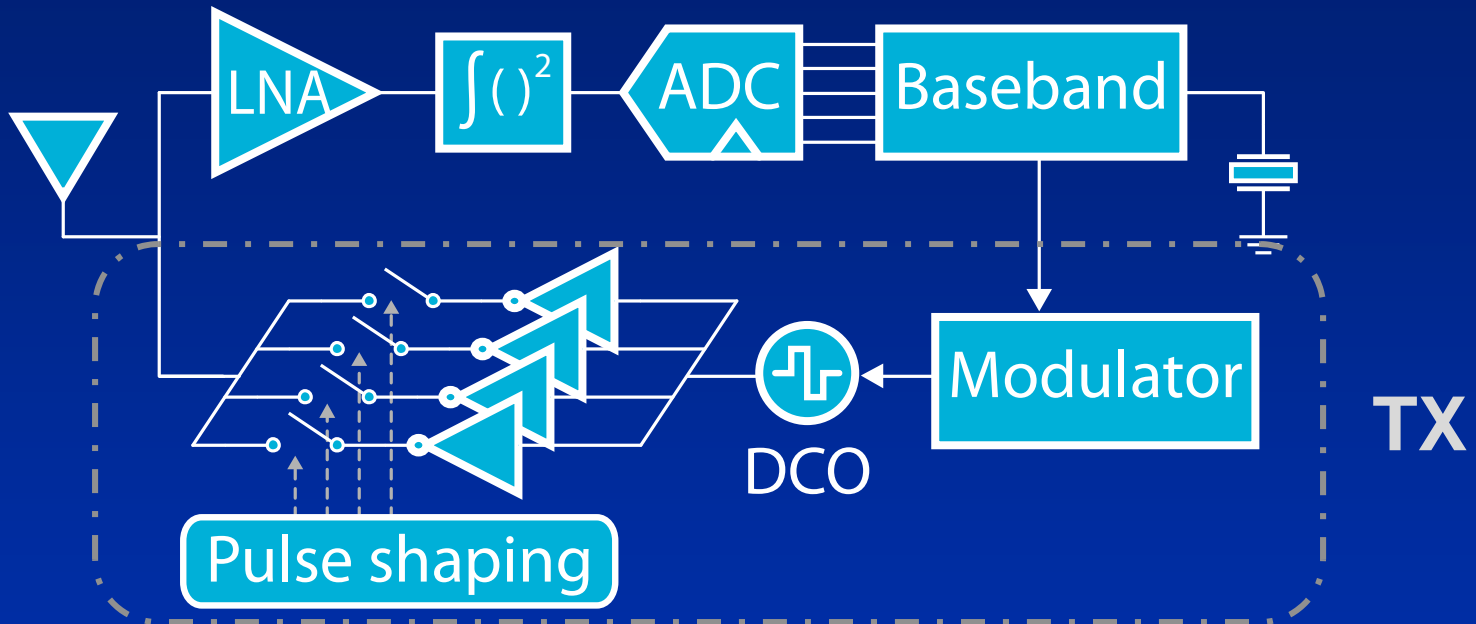 LNA
∫( )²
ADC
Baseband
Modulator
DCO
TX
Pulse shaping